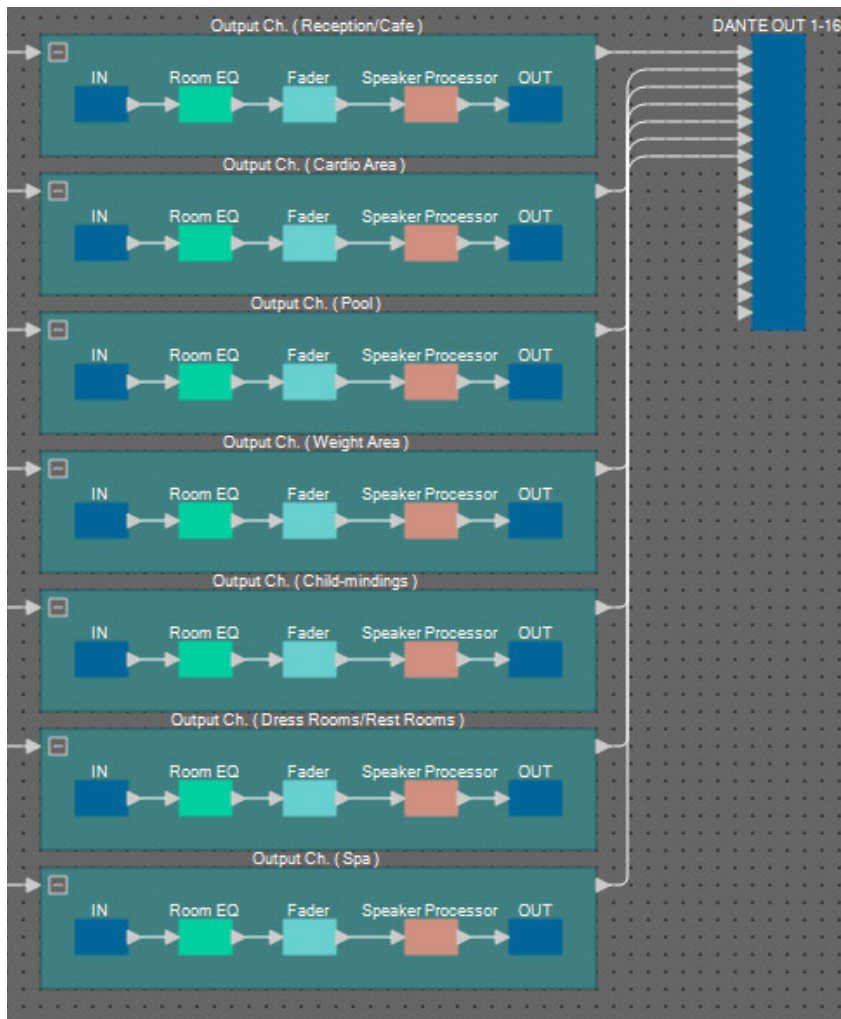 Output Ch. ( Reception/Cafe )
DANTE OUT 1-16
IN Room EQ Fader Speaker Processor OUT
Output Ch. ( Cardio Area )
IN Room EQ Fader Speaker Processor OUT
Output Ch. ( Pool )
IN Room EQ Fader Speaker Processor OUT
Output Ch. ( Weight Area )
IN Room EQ Fader Speaker Processor OUT
Output Ch. ( Child-mindings )
IN Room EQ Fader Speaker Processor OUT
Output Ch. ( Dress Rooms/Rest Rooms )
IN Room EQ Fader Speaker Processor OUT
Output Ch. ( Spa )
IN Room EQ Fader Speaker Processor OUT